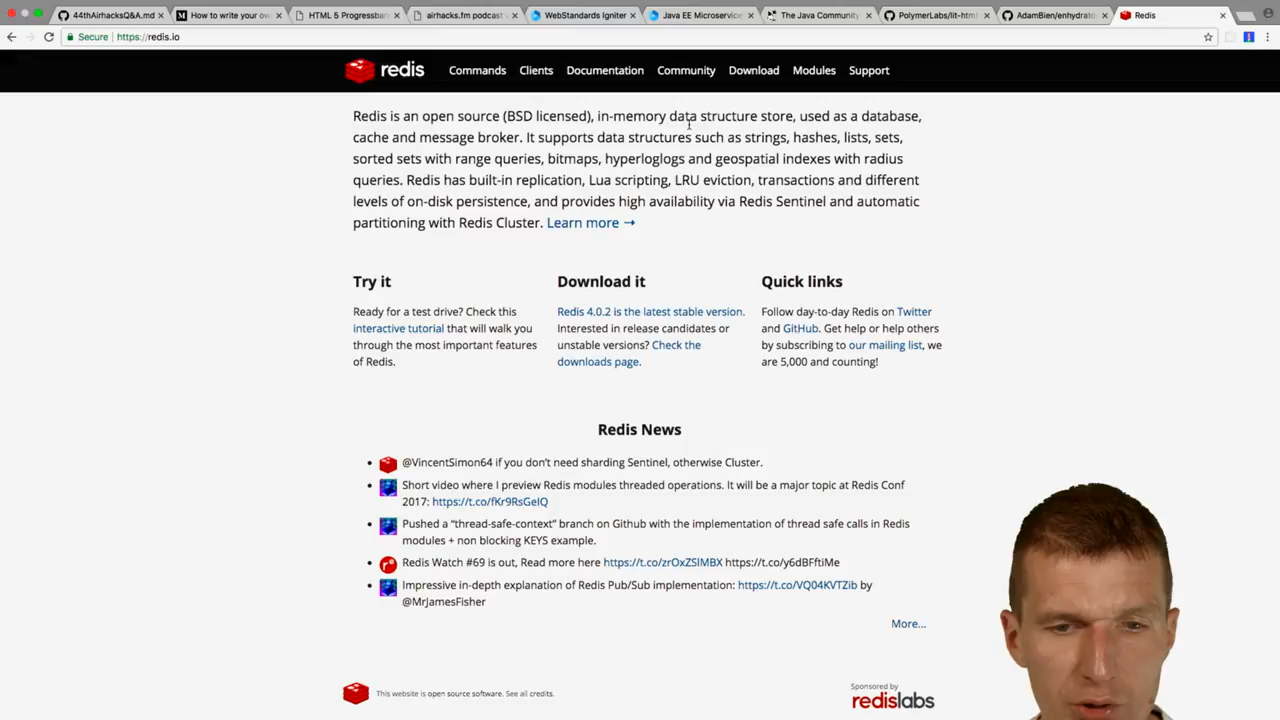 44thAirhacksQ&A.md
How to write your ow
HTML 5 Progressbar
airhacks.fm podcast
WebStandards Igniter
Java EE Microservice
The Java Community
PolymerLabs/lit-htm
AdamBien/enhydrato
Redis
Secure
https://redis.io
redis
Commands
Clients
Documentation
Community
Download
Modules
Support
Redis is an open source (BSD licensed), in-memory data structure store, used as a database,
cache and message broker. It supports data structures such as strings, hashes, lists, sets,
sorted sets with range queries, bitmaps, hyperloglogs and geospatial indexes with radius
queries. Redis has built-in replication, Lua scripting, LRU eviction, transactions and different
levels of on-disk persistence, and provides high availability via Redis Sentinel and automatic
partitioning with Redis Cluster. Learn more →
Try it
Ready for a test drive? Check this
interactive tutorial that will walk you
through the most important features
of Redis.
Download it
Redis 4.0.2 is the latest stable version.
Interested in release candidates or
unstable versions? Check the
downloads page.
Quick links
Follow day-to-day Redis on Twitter
and GitHub. Get help or help others
by subscribing to our mailing list, we
are 5,000 and counting!
Redis News
@VincentSimon64 if you don't need sharding Sentinel, otherwise Cluster.
Short video where I preview Redis modules threaded operations. It will be a major topic at Redis Conf
2017: https://t.co/fKr9RsGeIQ
Pushed a “thread-safe-context” branch on Github with the implementation of thread safe calls in Redis
modules + non blocking KEYS example.
Redis Watch #69 is out, Read more here https://t.co/zrOxZSlMBX https://t.co/y6dBFftiMe
Impressive in-depth explanation of Redis Pub/Sub implementation: https://t.co/VQ04KVTZib by
@MrJamesFisher
More...
This website is open source software. See all credits.
Sponsored by
redislabs